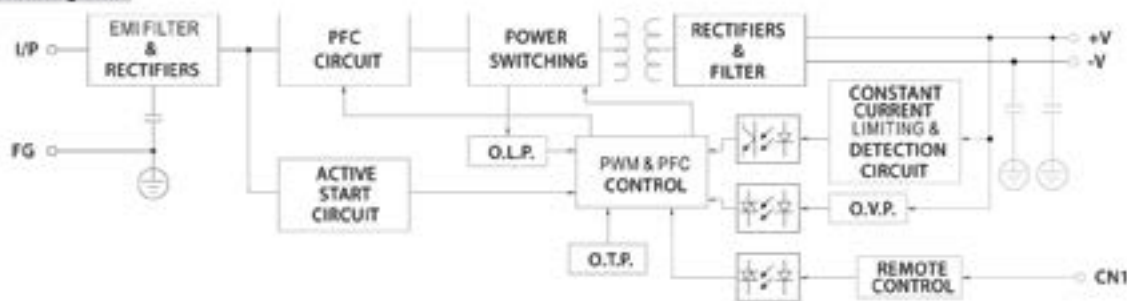 I/P
EMI FILTER
&
RECTIFIERS
PFC
CIRCUIT
POWER
SWITCHING
RECTIFIERS
&
FILTER
+V
-V
FG
ACTIVE
START
CIRCUIT
O.L.P.
PWM & PFC
CONTROL
CONSTANT
CURRENT
LIMITING &
DETECTION
CIRCUIT
O.V.P.
O.T.P.
REMOTE
CONTROL
CN1